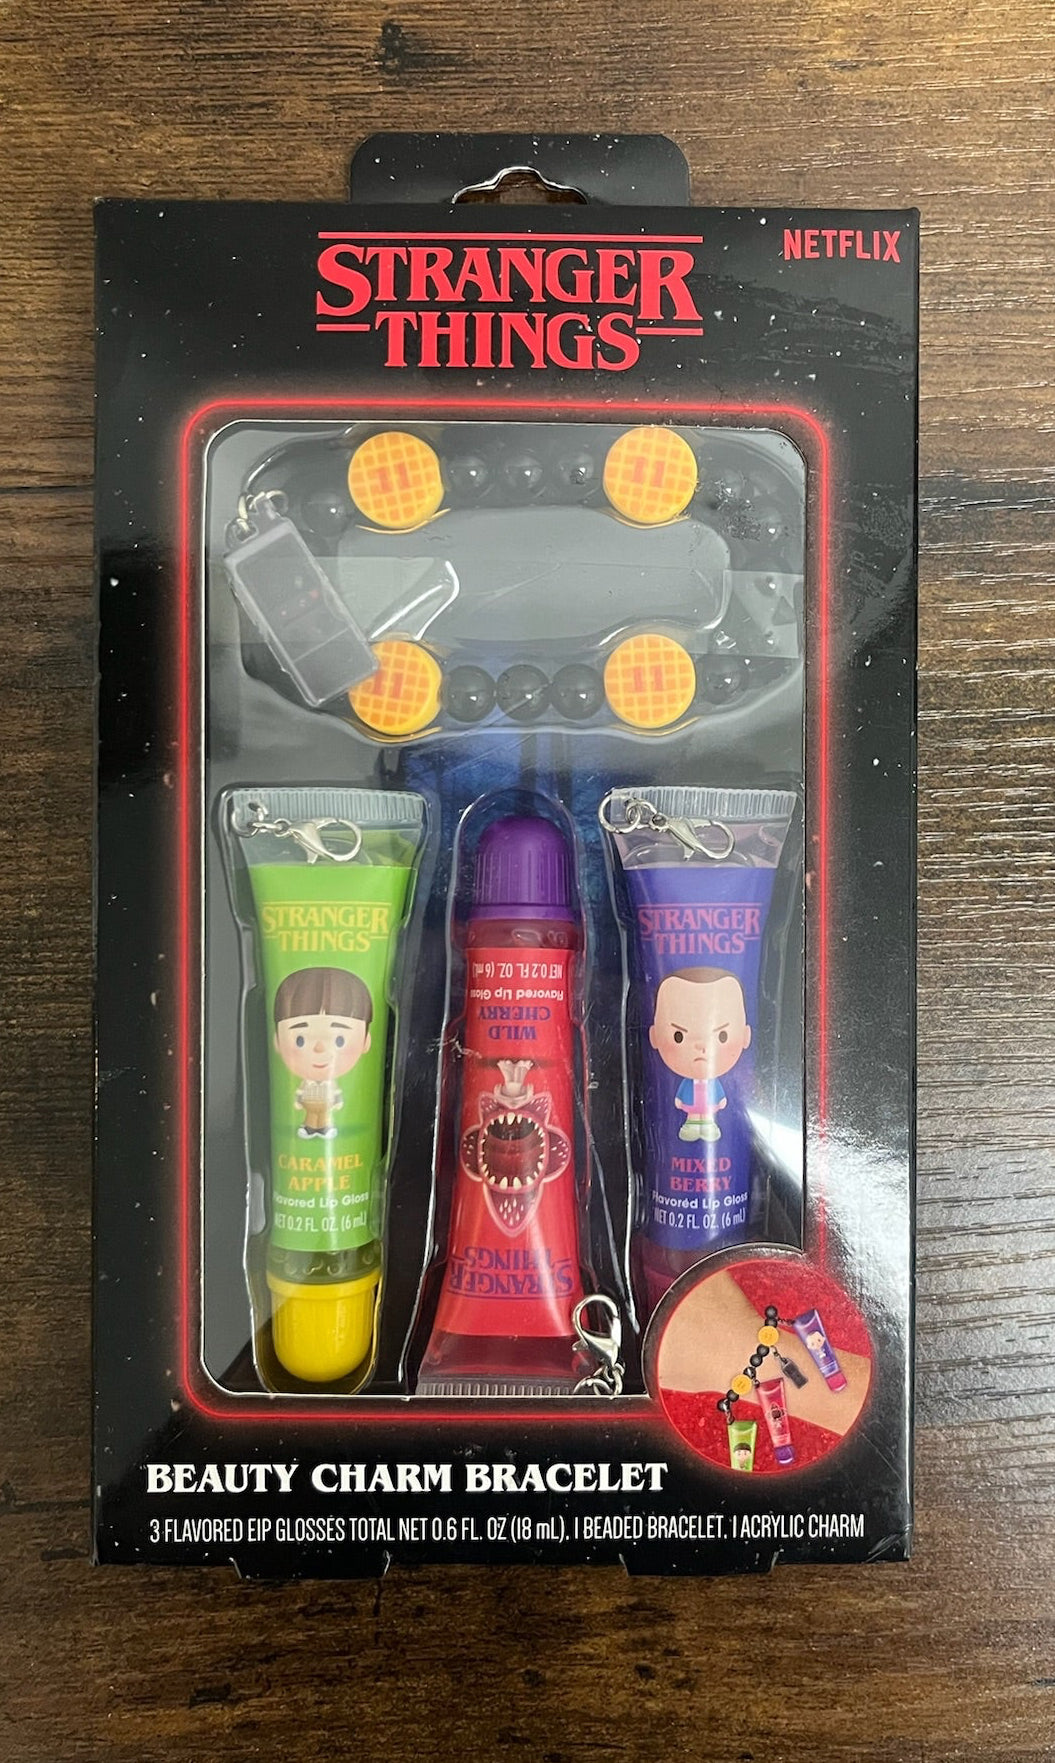 NETFLIX
STRANGER
THINGS
11
11
11
11
STRANGER
THINGS
CARAMEL
APPLE
Flavored Lip Gloss
NET 0.2 FL. OZ. (6 mL)
STRANGER
THINGS
WILD
CHERRY
Flavored Lip Gloss
NET 0.2 FL. OZ. (6 mL)
STRANGER
THINGS
MIXED
BERRY
Flavored Lip Gloss
NET 0.2 FL. OZ. (6 mL)
BEAUTY CHARM BRACELET
3 FLAVORED LIP GLOSSES TOTAL NET 0.6 FL. OZ (18 mL), 1 BEADED BRACELET, 1 ACRYLIC CHARM